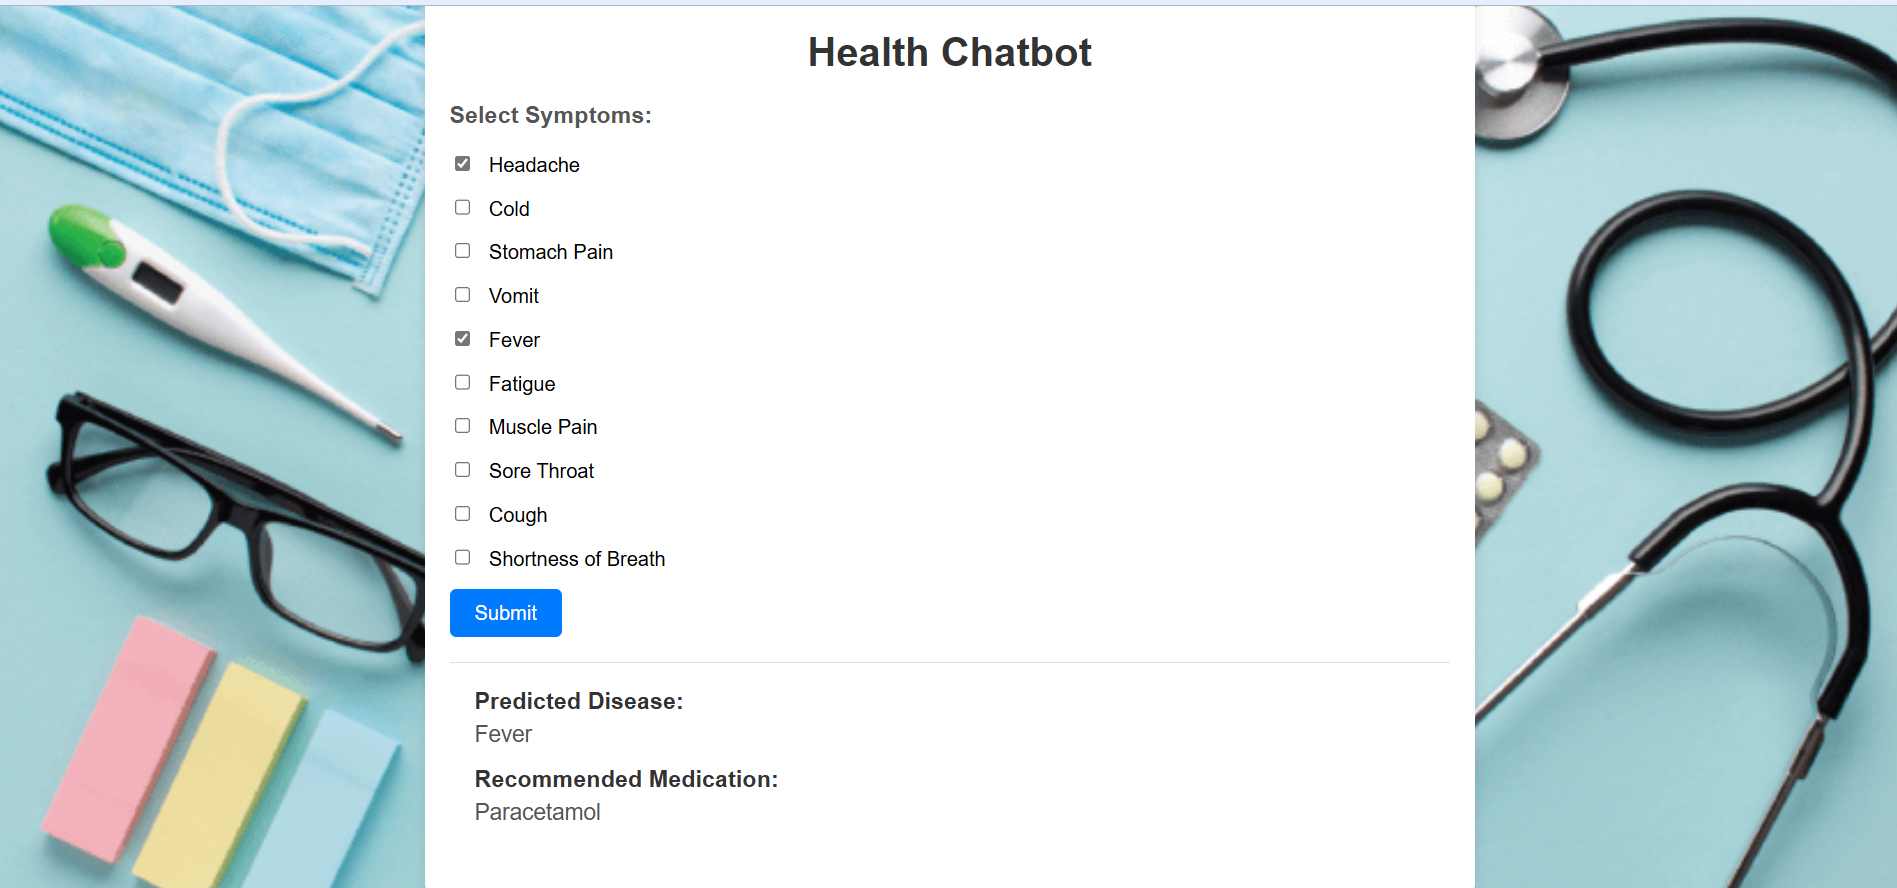 Health Chatbot
Select Symptoms:
Headache
Cold
Stomach Pain
Vomit
Fever
Fatigue
Muscle Pain
Sore Throat
Cough
Shortness of Breath
Submit
Predicted Disease:
Fever
Recommended Medication:
Paracetamol